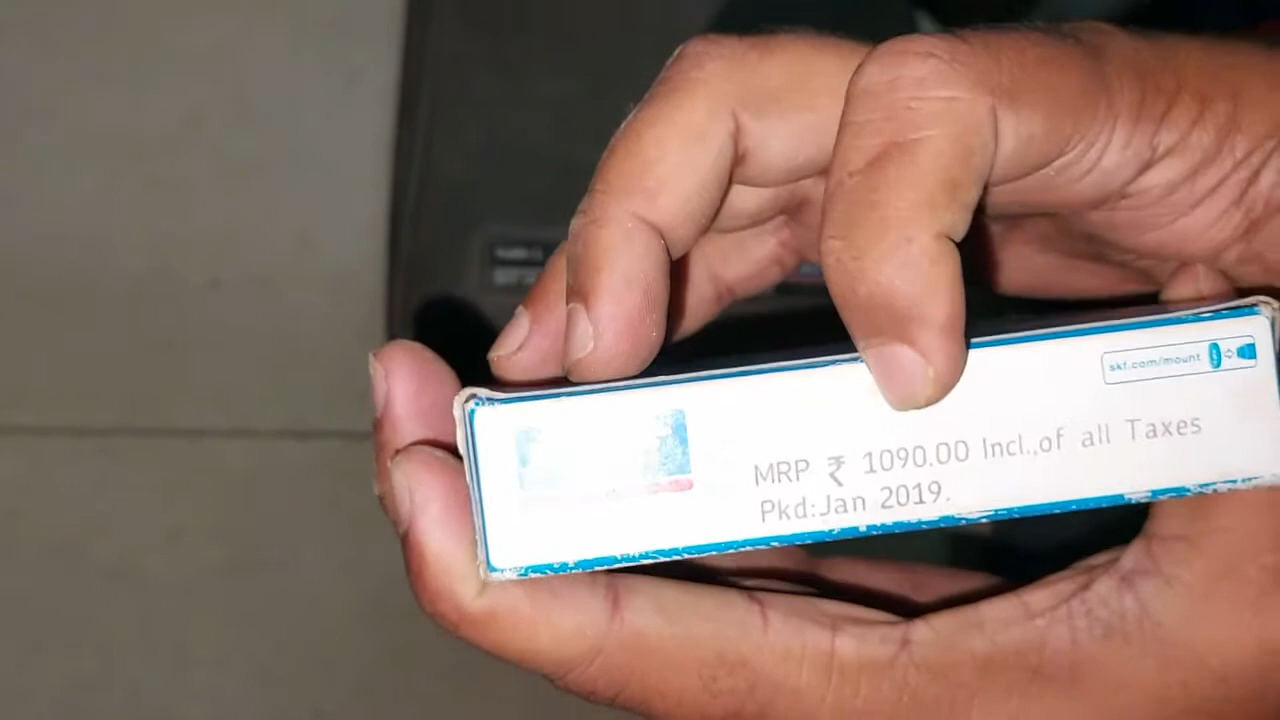 skf.com/mount
MRP ₹ 1090.00 Incl.,of all Taxes
Pkd:Jan 2019.